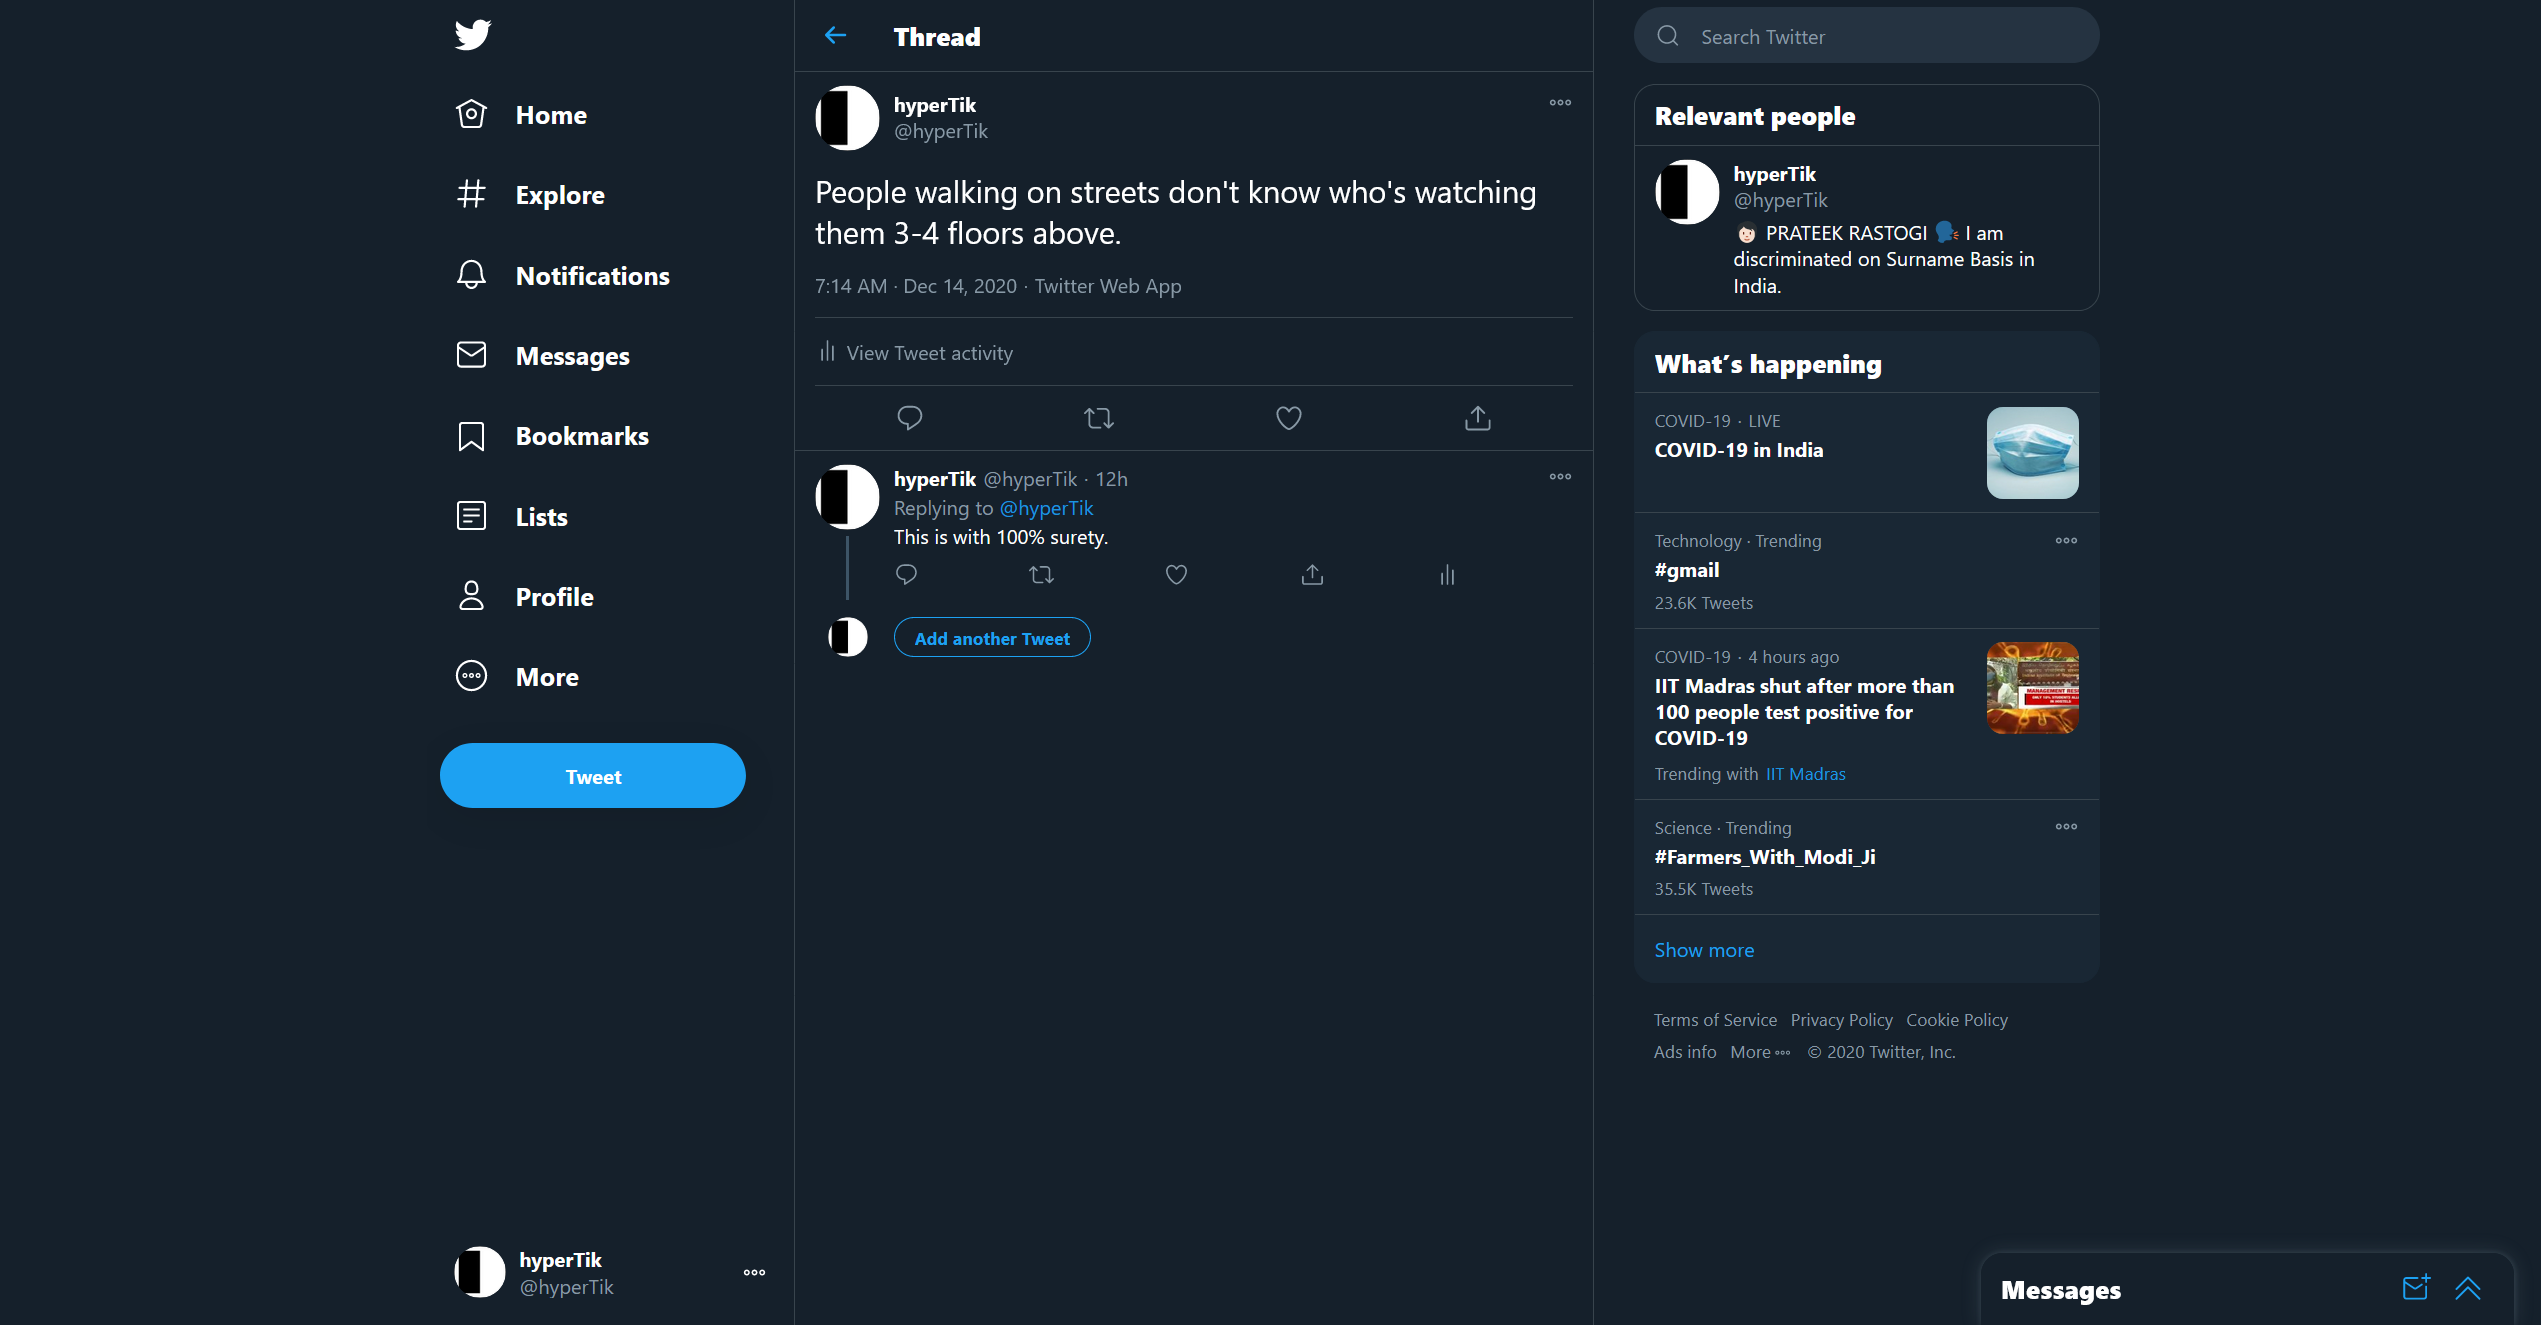 Home
Explore
Notifications
Messages
Bookmarks
Lists
Profile
More
Tweet
hyperTik
@hyperTik
Thread
hyperTik
@hyperTik
People walking on streets don't know who's watching
them 3-4 floors above.
7:14 AM · Dec 14, 2020 · Twitter Web App
View Tweet activity
hyperTik @hyperTik · 12h
Replying to @hyperTik
This is with 100% surety.
Add another Tweet
Search Twitter
Relevant people
hyperTik
@hyperTik
PRATEEK RASTOGI I am
discriminated on Surname Basis in
India.
What's happening
COVID-19 · LIVE
COVID-19 in India
Technology · Trending
#gmail
23.6K Tweets
COVID-19 · 4 hours ago
IIT Madras shut after more than
100 people test positive for
COVID-19
Trending with IIT Madras
Science · Trending
#Farmers_With_Modi_Ji
35.5K Tweets
Show more
Terms of Service Privacy Policy Cookie Policy
Ads info More © 2020 Twitter, Inc.
Messages